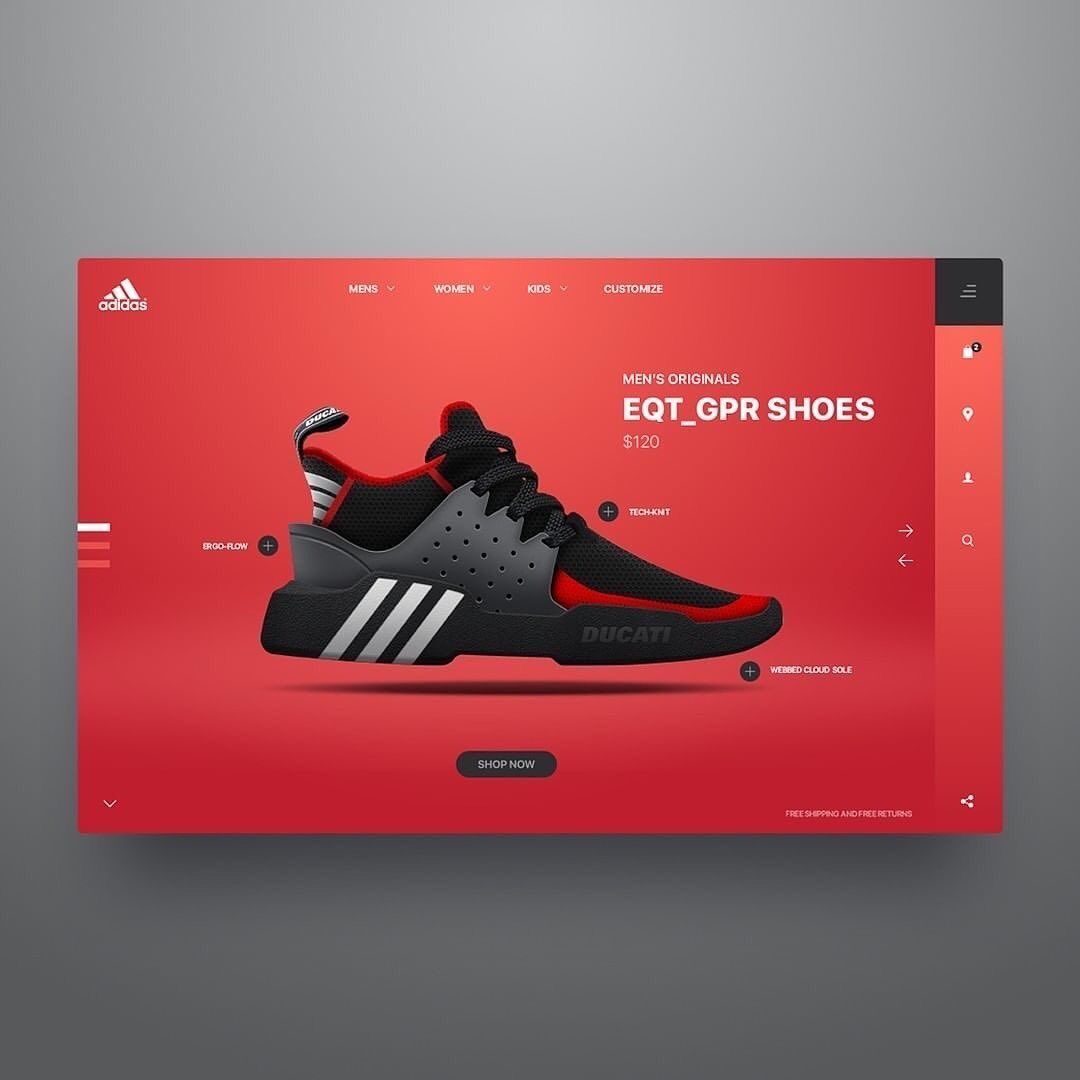 adidas
MENS WOMEN KIDS CUSTOMIZE
2
MEN'S ORIGINALS
EQT_GPR SHOES
$120
TECH-KNIT
ERGO-FLOW
DUCATI
WEBBED CLOUD SOLE
SHOP NOW
FREE SHIPPING AND FREE RETURNS